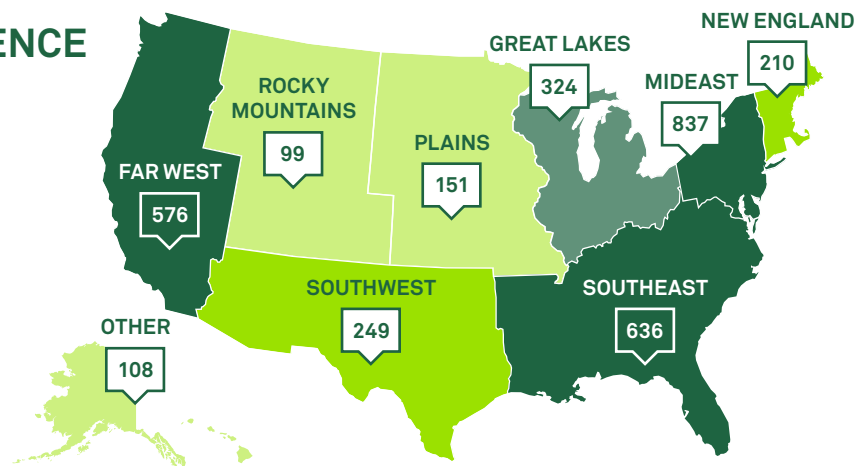 ENCE
NEW ENGLAND
210
GREAT LAKES
324
MIDEAST
837
ROCKY
MOUNTAINS
99
PLAINS
151
FAR WEST
576
SOUTHWEST
249
SOUTHEAST
636
OTHER
108